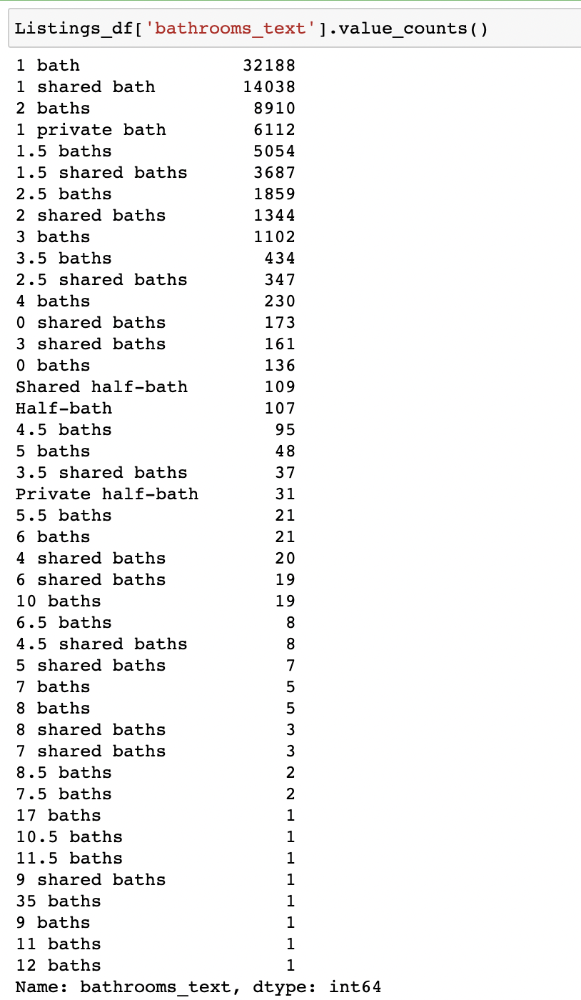 Listings_df['bathrooms_text'].value_counts()
1 bath 32188
1 shared bath 14038
2 baths 8910
1 private bath 6112
1.5 baths 5054
1.5 shared baths 3687
2.5 baths 1859
2 shared baths 1344
3 baths 1102
3.5 baths 434
2.5 shared baths 347
4 baths 230
0 shared baths 173
3 shared baths 161
0 baths 136
Shared half-bath 109
Half-bath 107
4.5 baths 95
5 baths 48
3.5 shared baths 37
Private half-bath 31
5.5 baths 21
6 baths 21
4 shared baths 20
6 shared baths 19
10 baths 19
6.5 baths 8
4.5 shared baths 8
5 shared baths 7
7 baths 5
8 baths 5
8 shared baths 3
7 shared baths 3
8.5 baths 2
7.5 baths 2
17 baths 1
10.5 baths 1
11.5 baths 1
9 shared baths 1
35 baths 1
9 baths 1
11 baths 1
12 baths 1
Name: bathrooms_text, dtype: int64